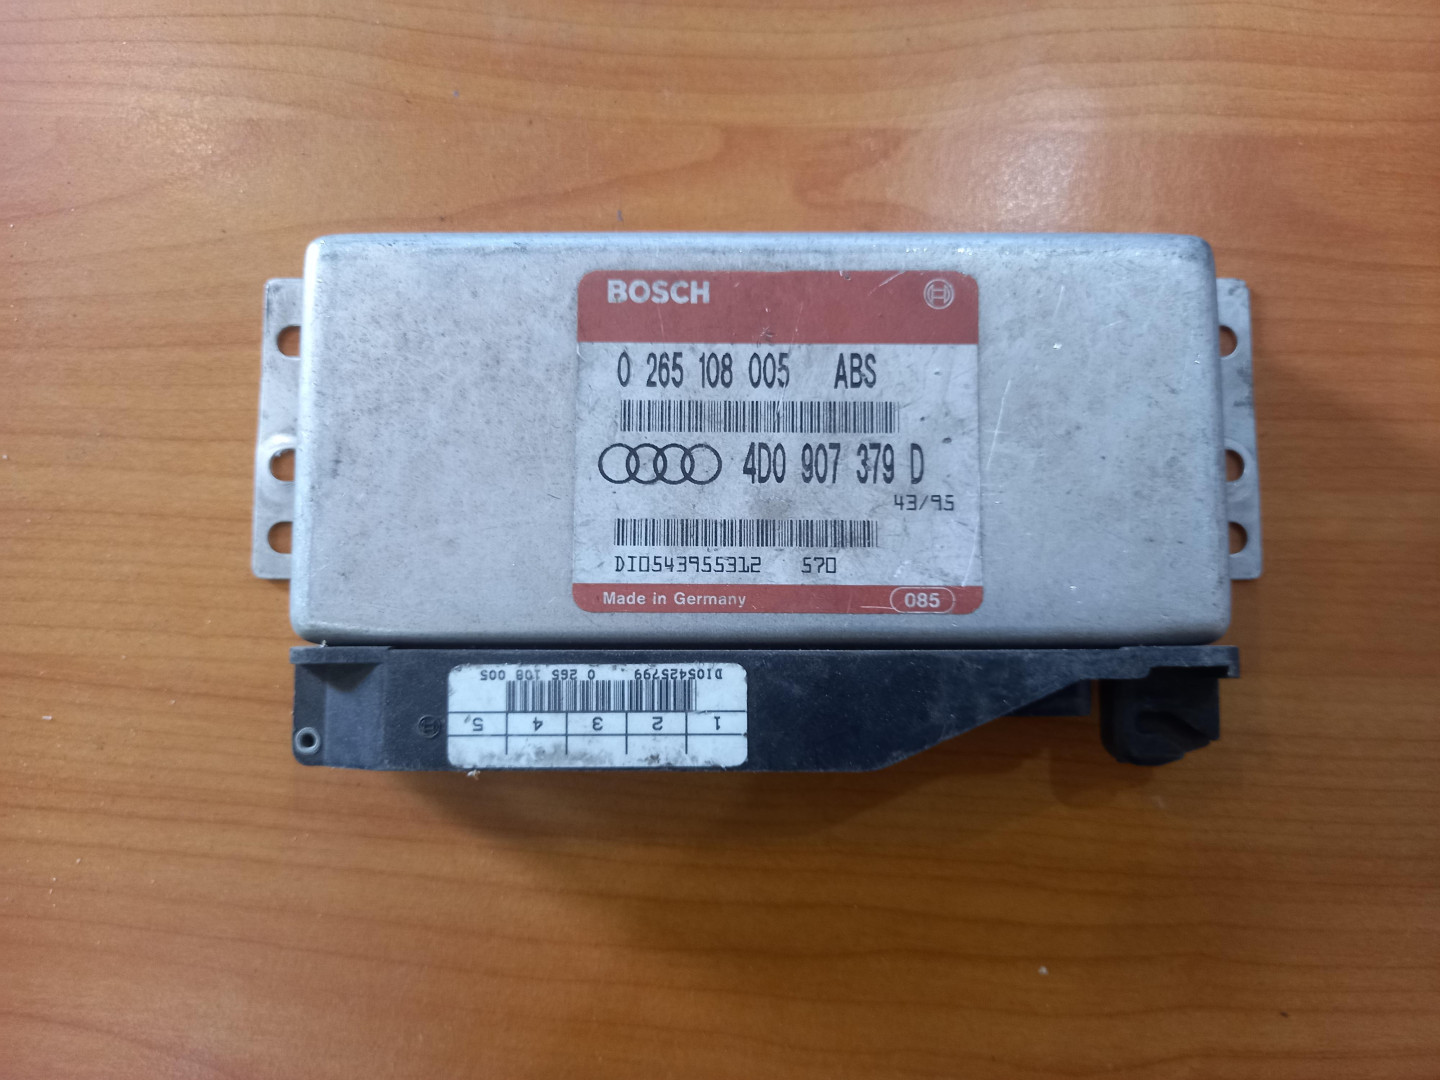 BOSCH
0 265 108 005 ABS
4D0 907 379 D
43/95
DI0543955312 570
Made in Germany 085
DI05425799 0 265 108 005
1 2 3 4 5